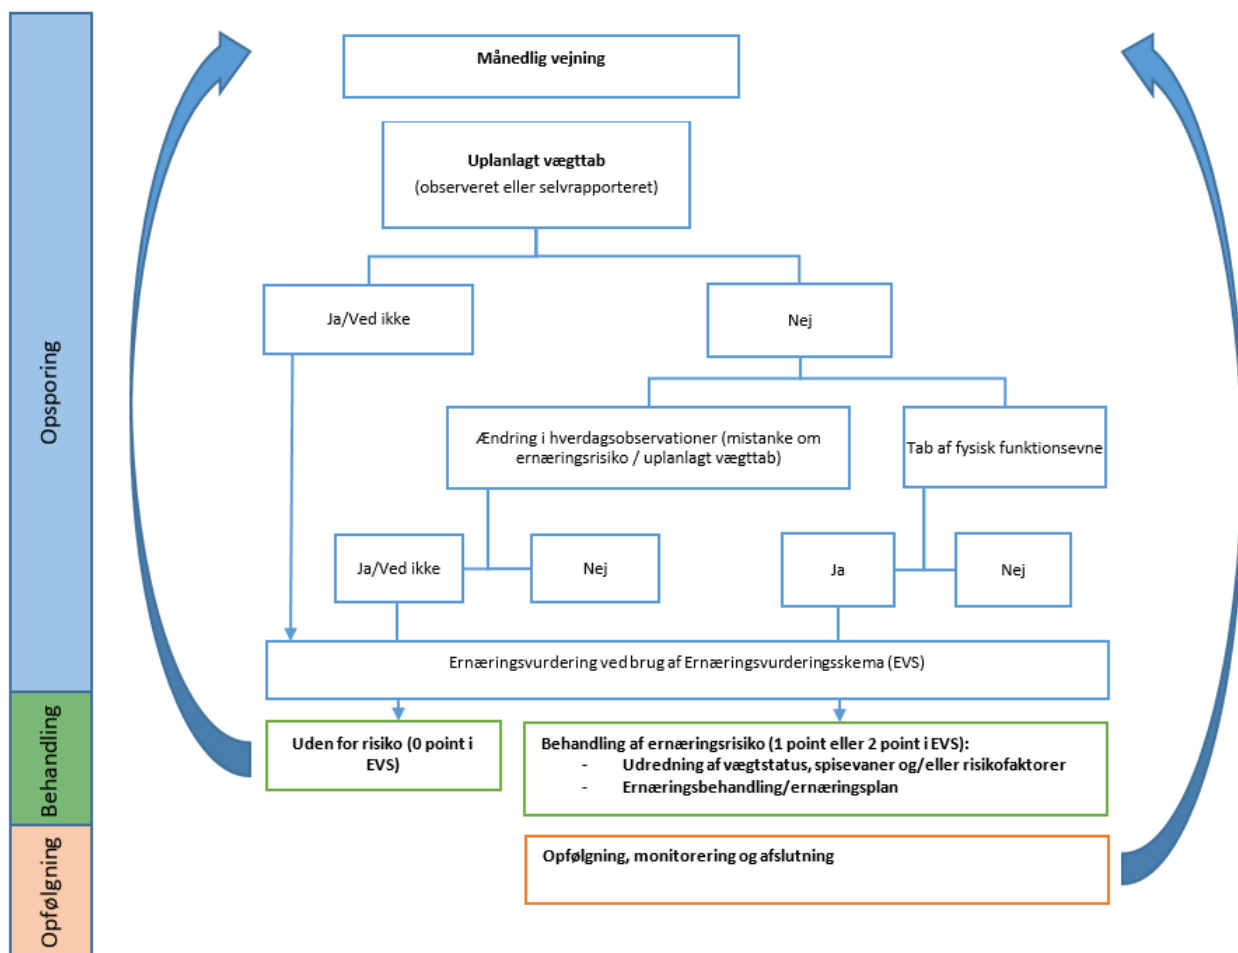 Månedlig vejning
Uplanlagt vægttab
(observeret eller selvrapporteret)
Ja/Ved ikke
Nej
Ændring i hverdagsobservationer (mistanke om
ernæringsrisiko / uplanlagt vægttab)
Tab af fysisk funktionsevne
Ja/Ved ikke
Nej
Ja
Nej
Ernæringsvurdering ved brug af Ernæringsvurderingsskema (EVS)
Uden for risiko (0 point i
EVS)
Behandling af ernæringsrisiko (1 point eller 2 point i EVS):
- Udredning af vægtstatus, spisevaner og/eller risikofaktorer
- Ernæringsbehandling/ernæringsplan
Opfølgning, monitorering og afslutning
Opsporing
Behandling
Opfølgning